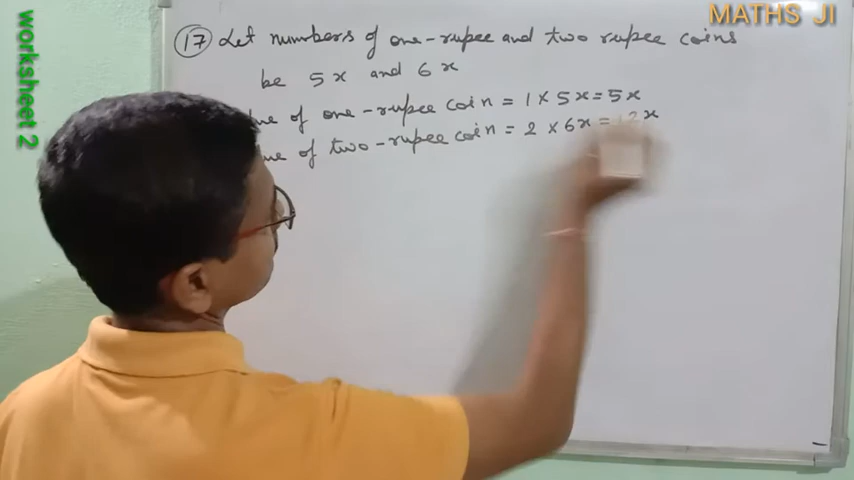 MATHS JI
worksheet 2
17 Let numbers of one-rupee and two rupee coins
be 5x and 6x
of one-rupee coin = 1 × 5x = 5x
of two-rupee coin = 2 × 6x =